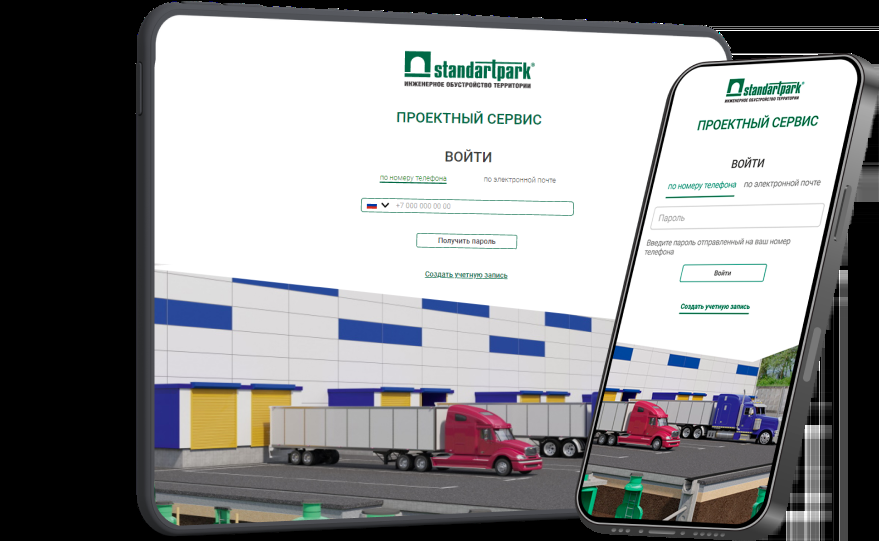 standartpark®
ИНЖЕНЕРНОЕ ОБУСТРОЙСТВО ТЕРРИТОРИИ
ПРОЕКТНЫЙ СЕРВИС
ВОЙТИ
по номеру телефона по электронной почте
+7 000 000 00 00
Получить пароль
Создать учетную запись
standartpark®
ИНЖЕНЕРНОЕ ОБУСТРОЙСТВО ТЕРРИТОРИИ
ПРОЕКТНЫЙ СЕРВИС
ВОЙТИ
по номеру телефона по электронной почте
Пароль
Введите пароль отправленный на ваш номер
телефона
Войти
Создать учетную запись